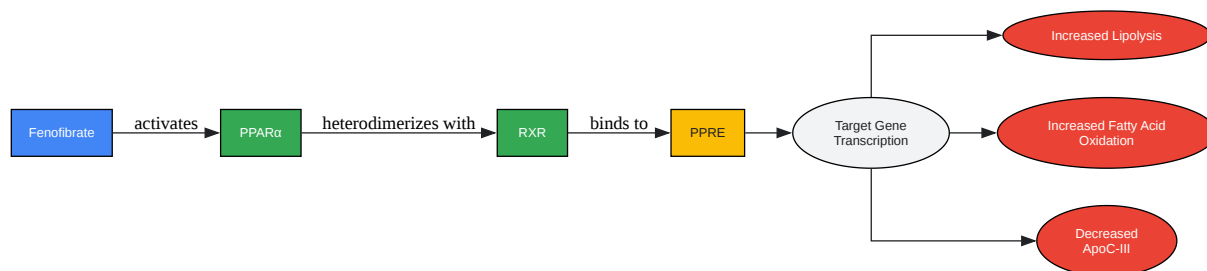 Fenofibrate
activates
PPARα
heterodimerizes with
RXR
binds to
PPRE
Target Gene
Transcription
Increased Lipolysis
Increased Fatty Acid
Oxidation
Decreased
ApoC-III